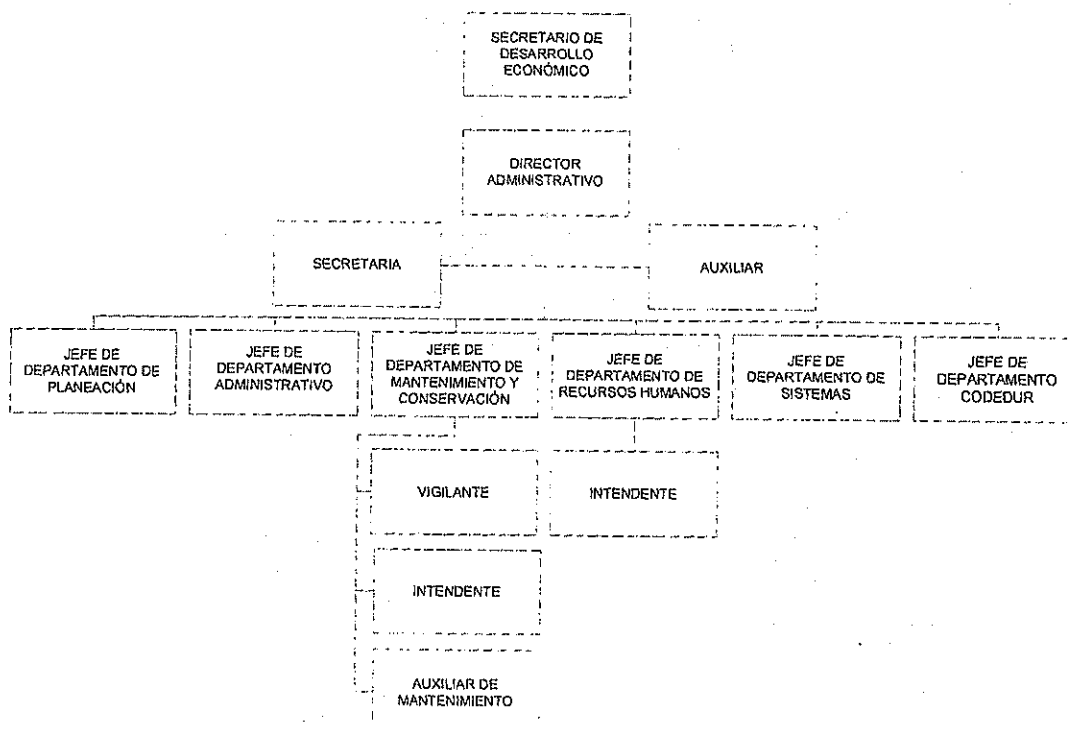 SECRETARIO DE
DESARROLLO
ECONÓMICO
DIRECTOR
ADMINISTRATIVO
SECRETARIA
AUXILIAR
JEFE DE
DEPARTAMENTO DE
PLANEACIÓN
JEFE DE
DEPARTAMENTO
ADMINISTRATIVO
JEFE DE
DEPARTAMENTO DE
MANTENIMIENTO Y
CONSERVACIÓN
JEFE DE
DEPARTAMENTO DE
RECURSOS HUMANOS
JEFE DE
DEPARTAMENTO DE
SISTEMAS
JEFE DE
DEPARTAMENTO
CODEDUR
VIGILANTE
INTENDENTE
INTENDENTE
AUXILIAR DE
MANTENIMIENTO